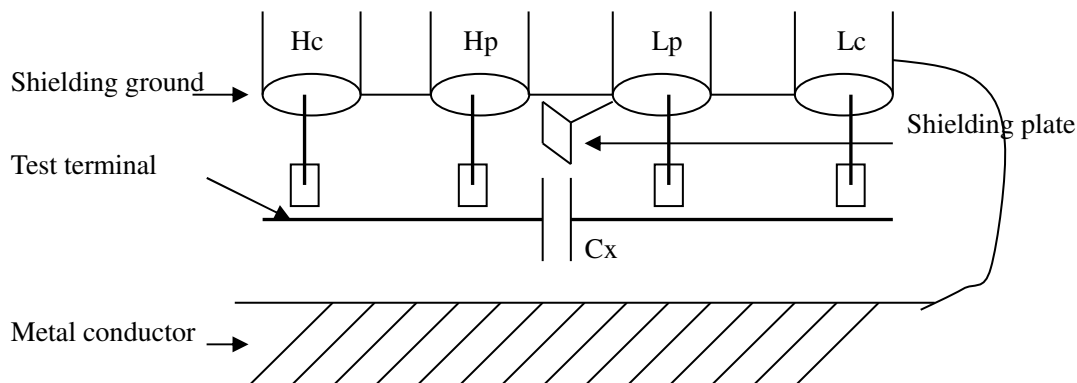 Hc Hp Lp Lc
Shielding ground
Shielding plate
Test terminal
Cx
Metal conductor